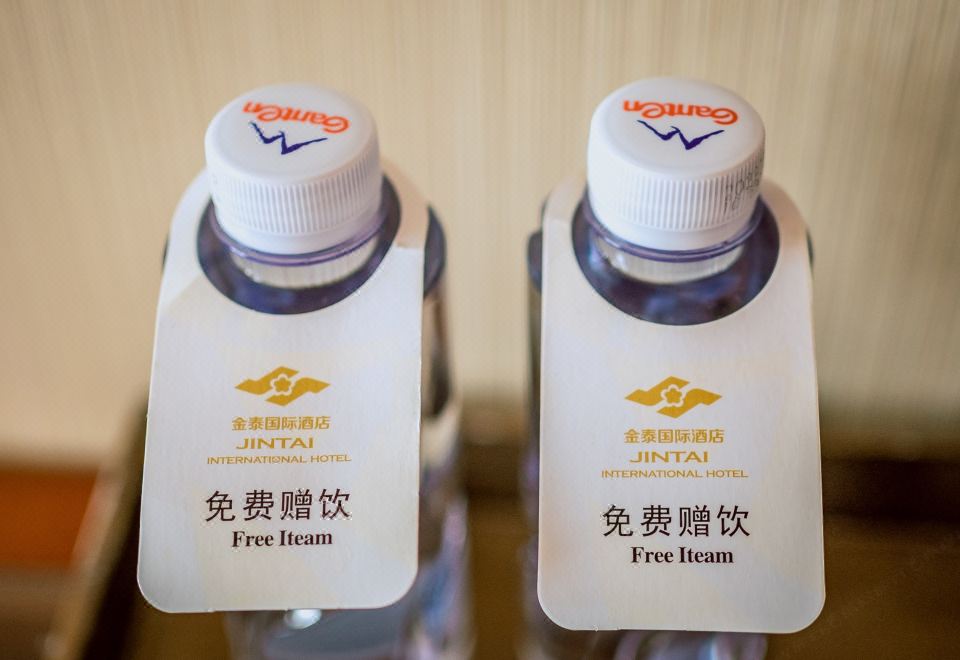 Ganten
金泰国际酒店
JINTAI
INTERNATIONAL HOTEL
免费赠饮
Free Iteam
Ganten
金泰国际酒店
JINTAI
INTERNATIONAL HOTEL
免费赠饮
Free Iteam